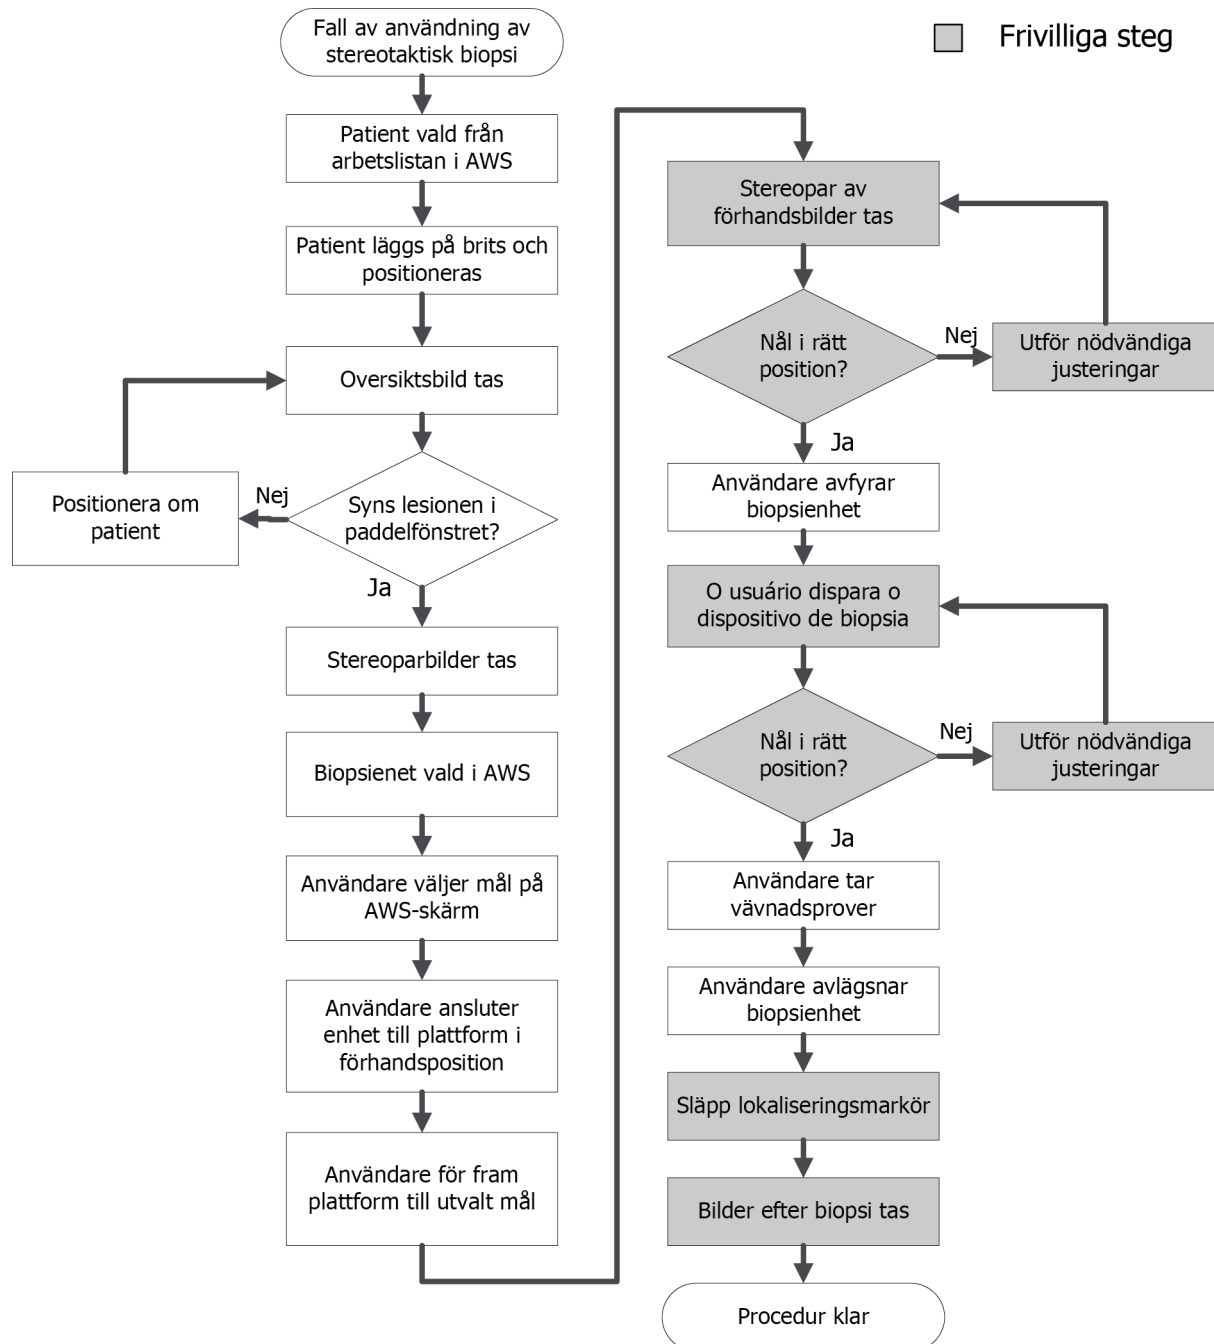 Fall av användning av
stereotaktisk biopsi
Frivilliga steg
Patient vald från
arbetslistan i AWS
Patient läggs på brits och
positioneras
Oversiktsbild tas
Syns lesionen i
paddelfönstret?
Nej
Positionera om
patient
Ja
Stereoparbilder tas
Biopsienet vald i AWS
Användare väljer mål på
AWS-skärm
Användare ansluter
enhet till plattform i
förhandsposition
Användare för fram
plattform till utvalt mål
Stereopar av
förhandsbilder tas
Nål i rätt
position?
Nej
Utför nödvändiga
justeringar
Ja
Användare avfyrar
biopsienhet
O usuário dispara o
dispositivo de biopsia
Nål i rätt
position?
Nej
Utför nödvändiga
justeringar
Ja
Användare tar
vävnadsprover
Användare avlägsnar
biopsienhet
Släpp lokaliseringsmarkör
Bilder efter biopsi tas
Procedur klar